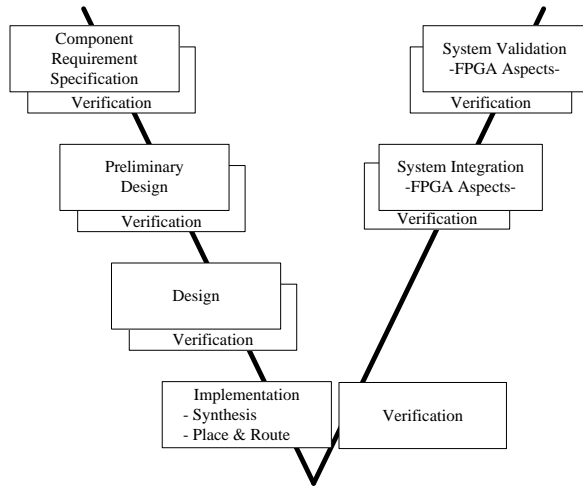 Component
Requirement
Specification
Verification
Preliminary
Design
Verification
Design
Verification
Implementation
- Synthesis
- Place & Route
Verification
System Integration
-FPGA Aspects-
Verification
System Validation
-FPGA Aspects-
Verification